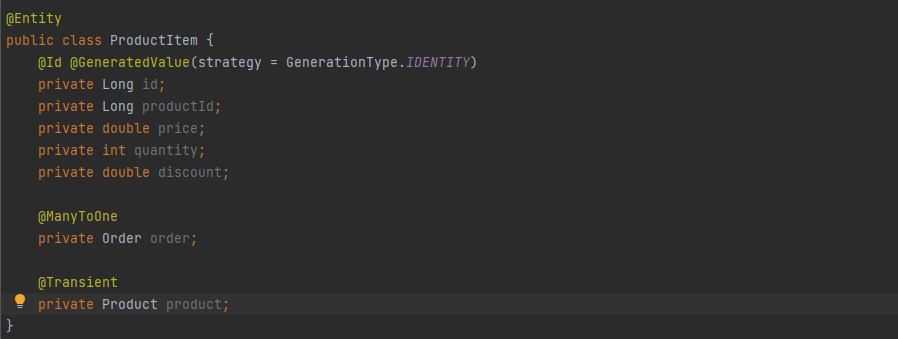 @Entity
public class ProductItem {
@Id @GeneratedValue(strategy = GenerationType.IDENTITY)
private Long id;
private Long productId;
private double price;
private int quantity;
private double discount;
@ManyToOne
private Order order;
@Transient
private Product product;
}